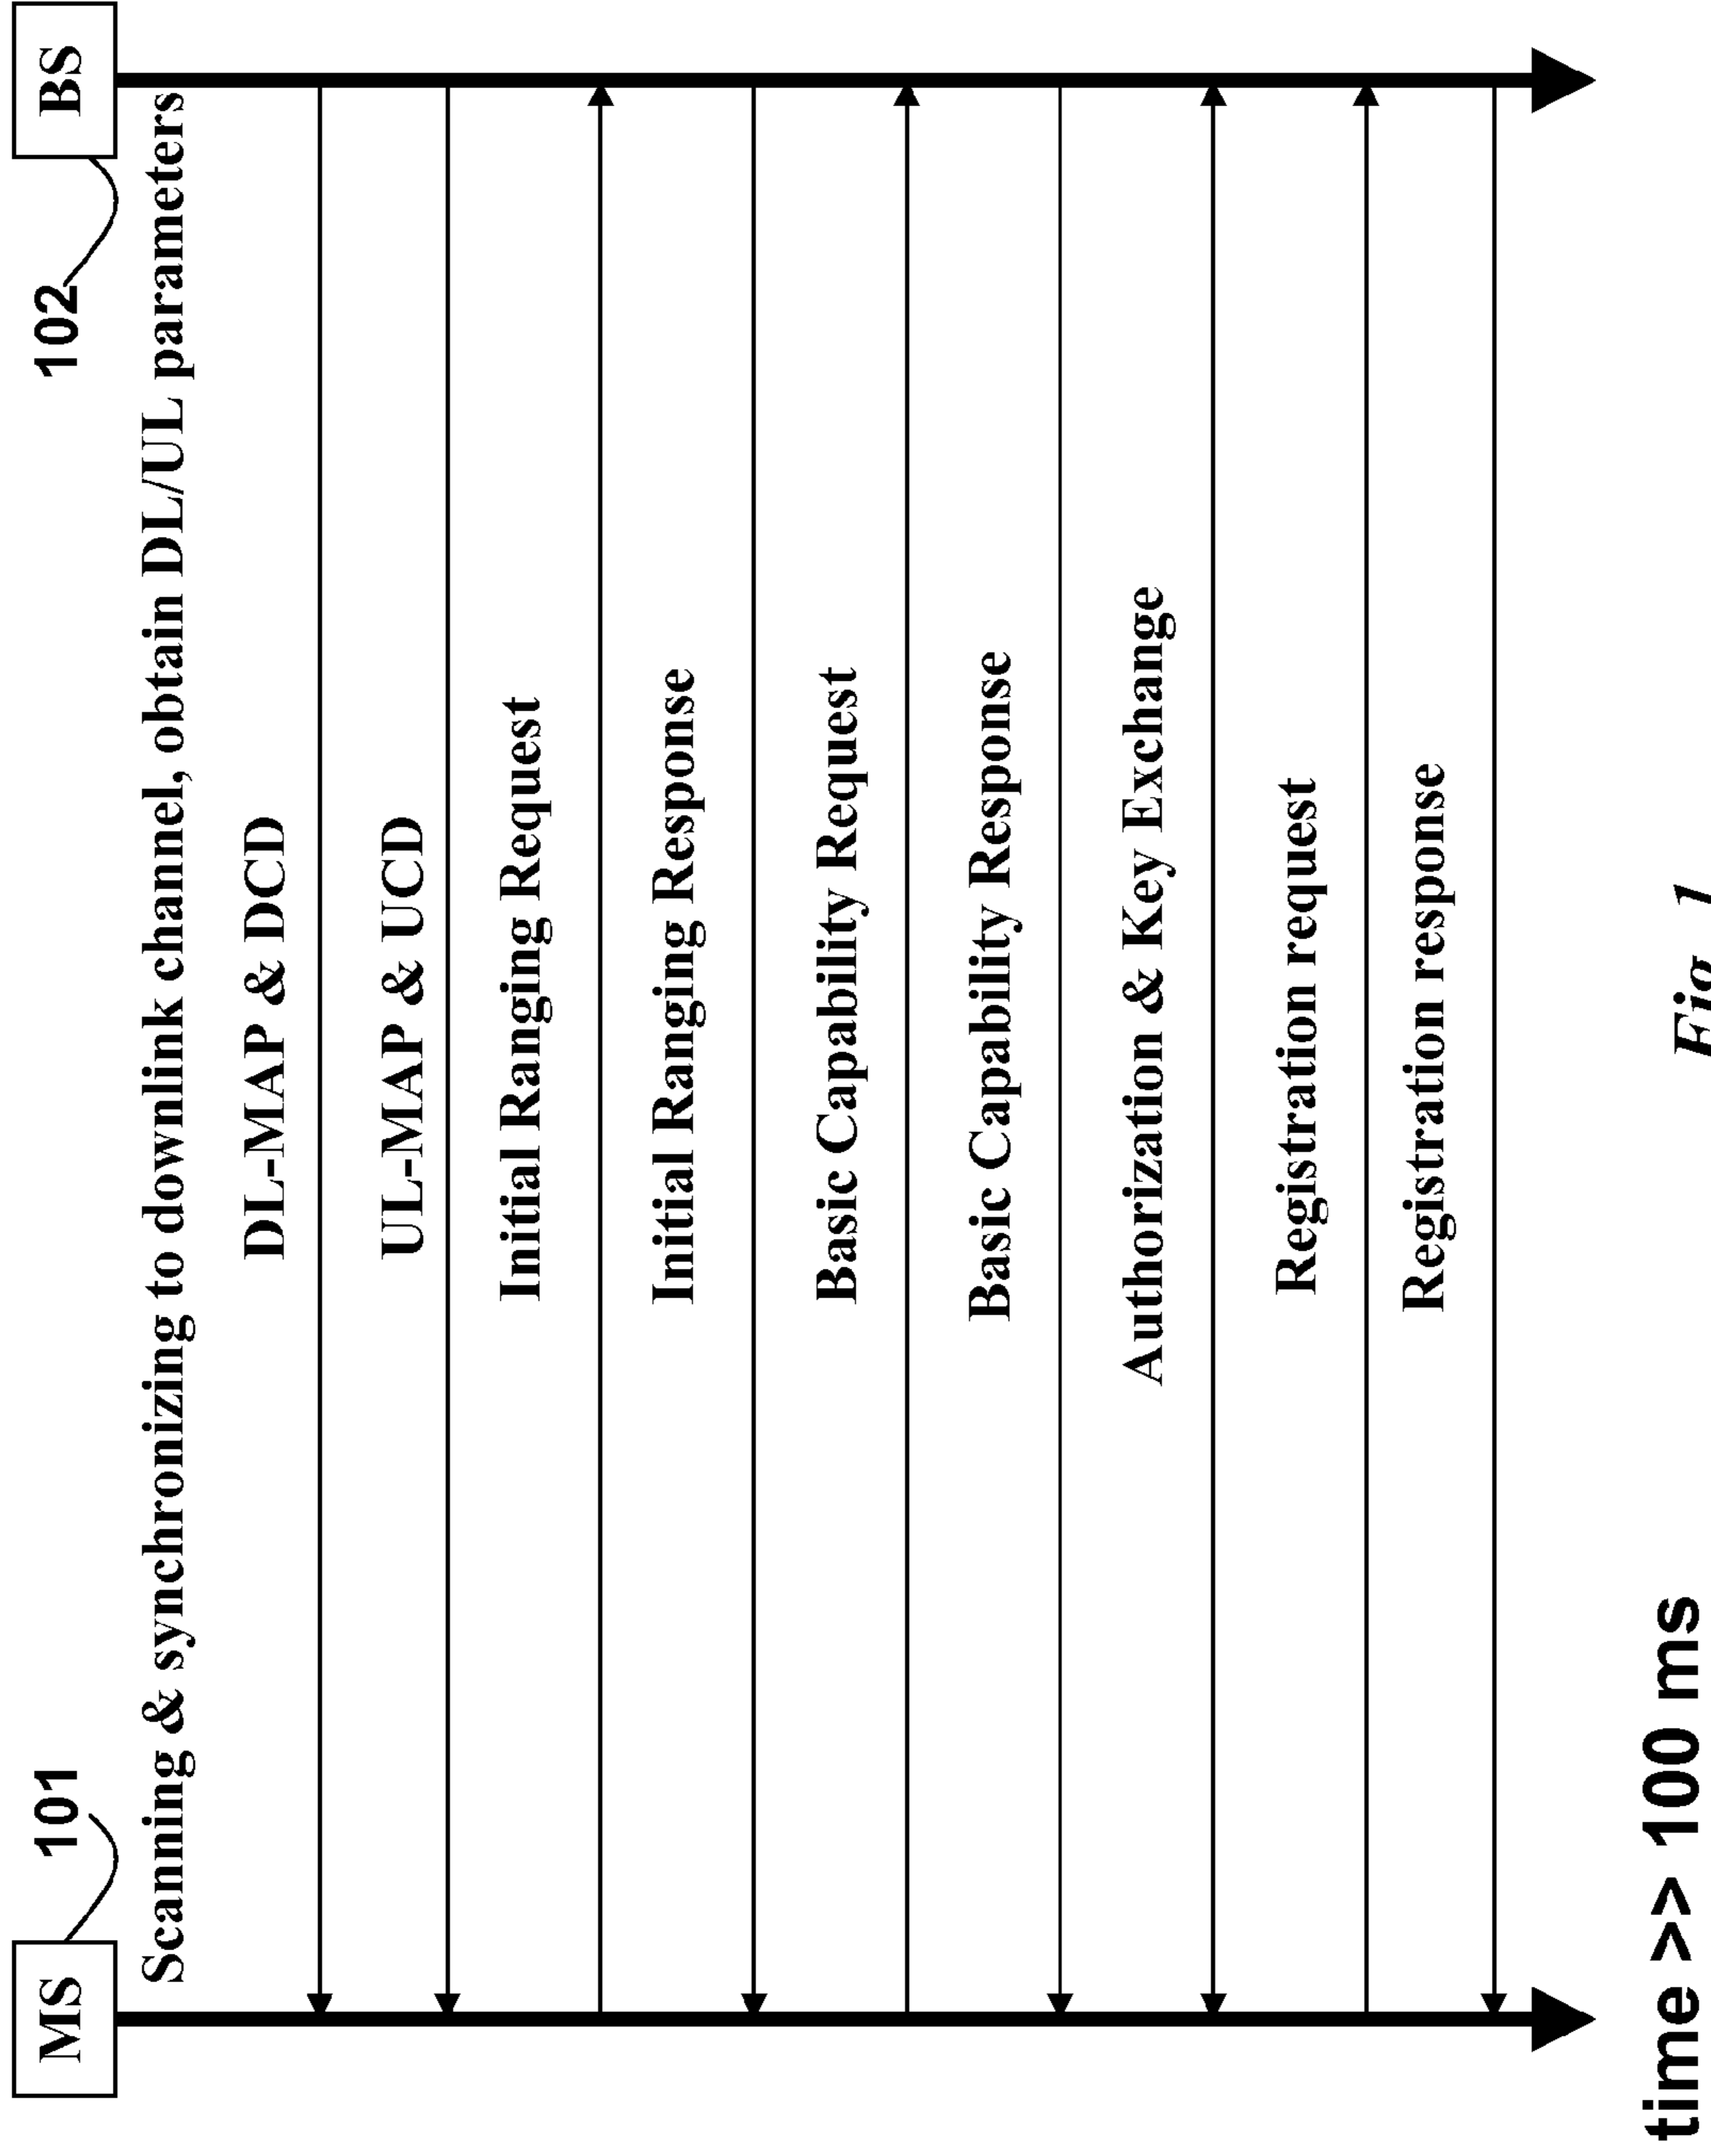 MS
101
102
BS
Scanning & synchronizing to downlink channel, obtain DL/UL parameters
DL-MAP & DCD
UL-MAP & UCD
Initial Ranging Request
Initial Ranging Response
Basic Capability Request
Basic Capability Response
Authorization & Key Exchange
Registration request
Registration response
time >> 100 ms
Fig. 1